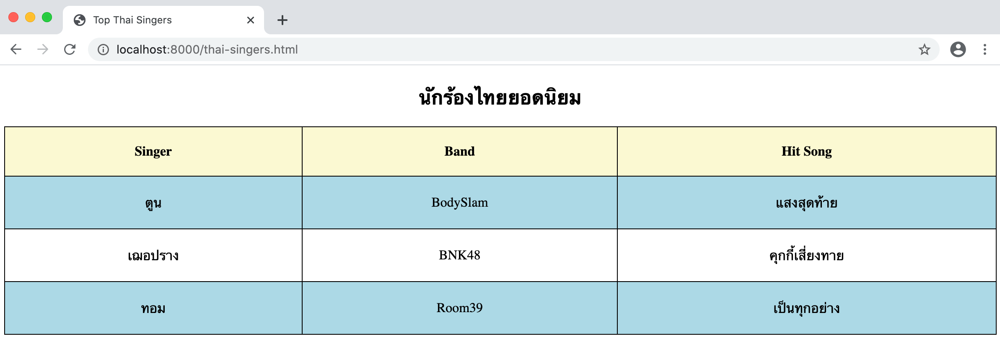 Top Thai Singers
localhost:8000/thai-singers.html
นักร้องไทยยอดนิยม
Singer Band Hit Song
ตูน BodySlam แสงสุดท้าย
เฌอปราง BNK48 คุกกี้เสี่ยงทาย
ทอม Room39 เป็นทุกอย่าง